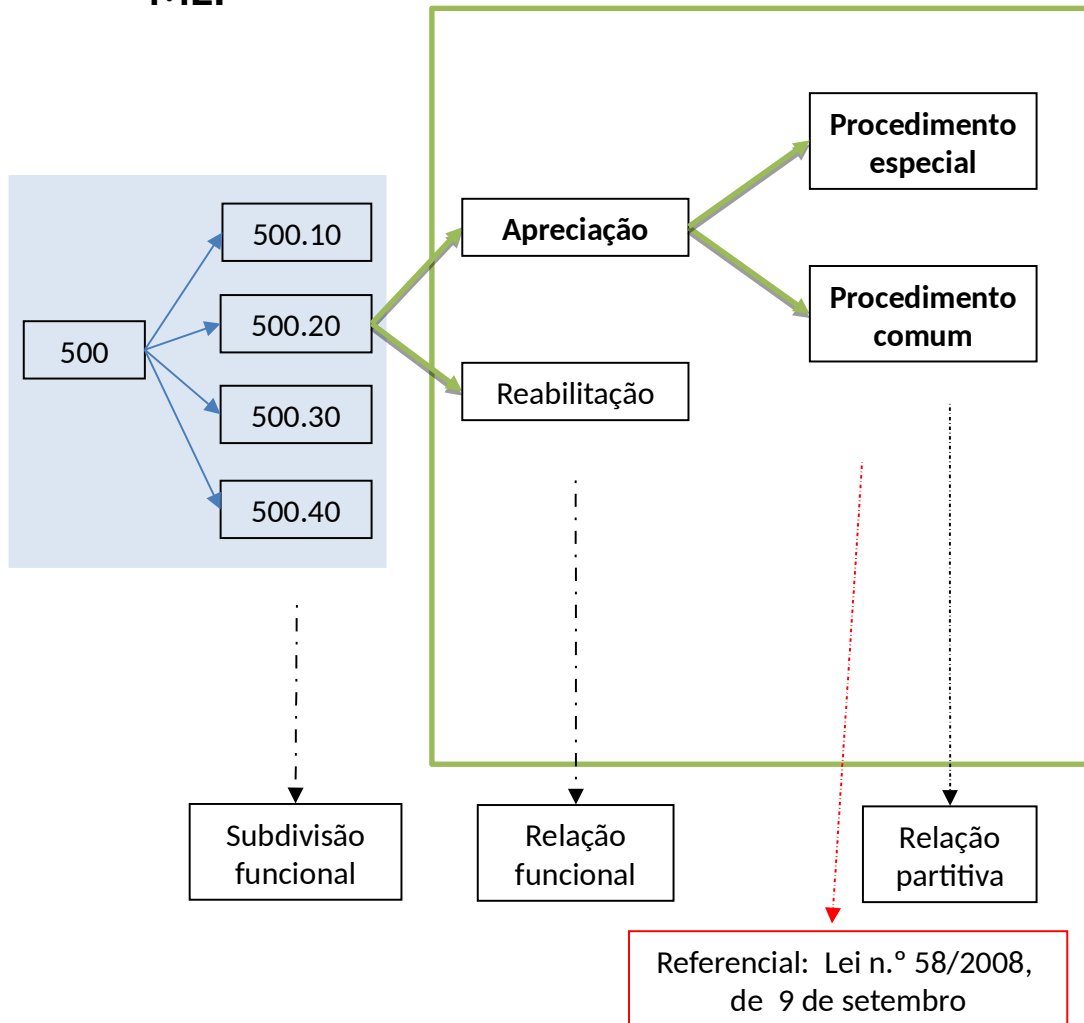 500
500.10
500.20
500.30
500.40
Apreciação
Reabilitação
Procedimento
especial
Procedimento
comum
Subdivisão
funcional
Relação
funcional
Relação
partitiva
Referencial: Lei n.º 58/2008,
de 9 de setembro